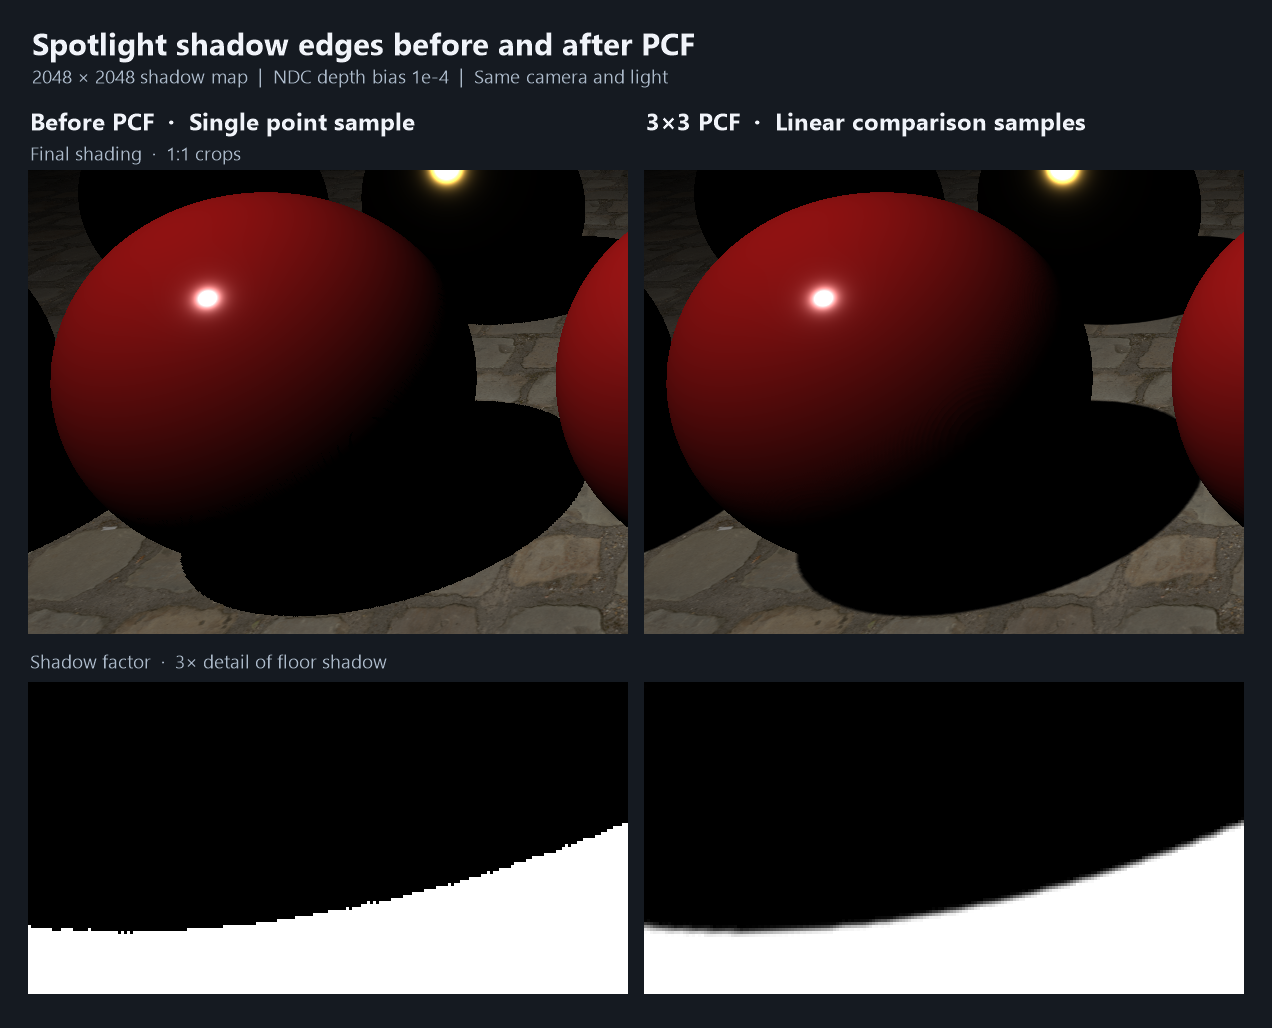 Spotlight shadow edges before and after PCF
2048 × 2048 shadow map | NDC depth bias 1e-4 | Same camera and light
Before PCF · Single point sample
3×3 PCF · Linear comparison samples
Final shading · 1:1 crops
Shadow factor · 3× detail of floor shadow